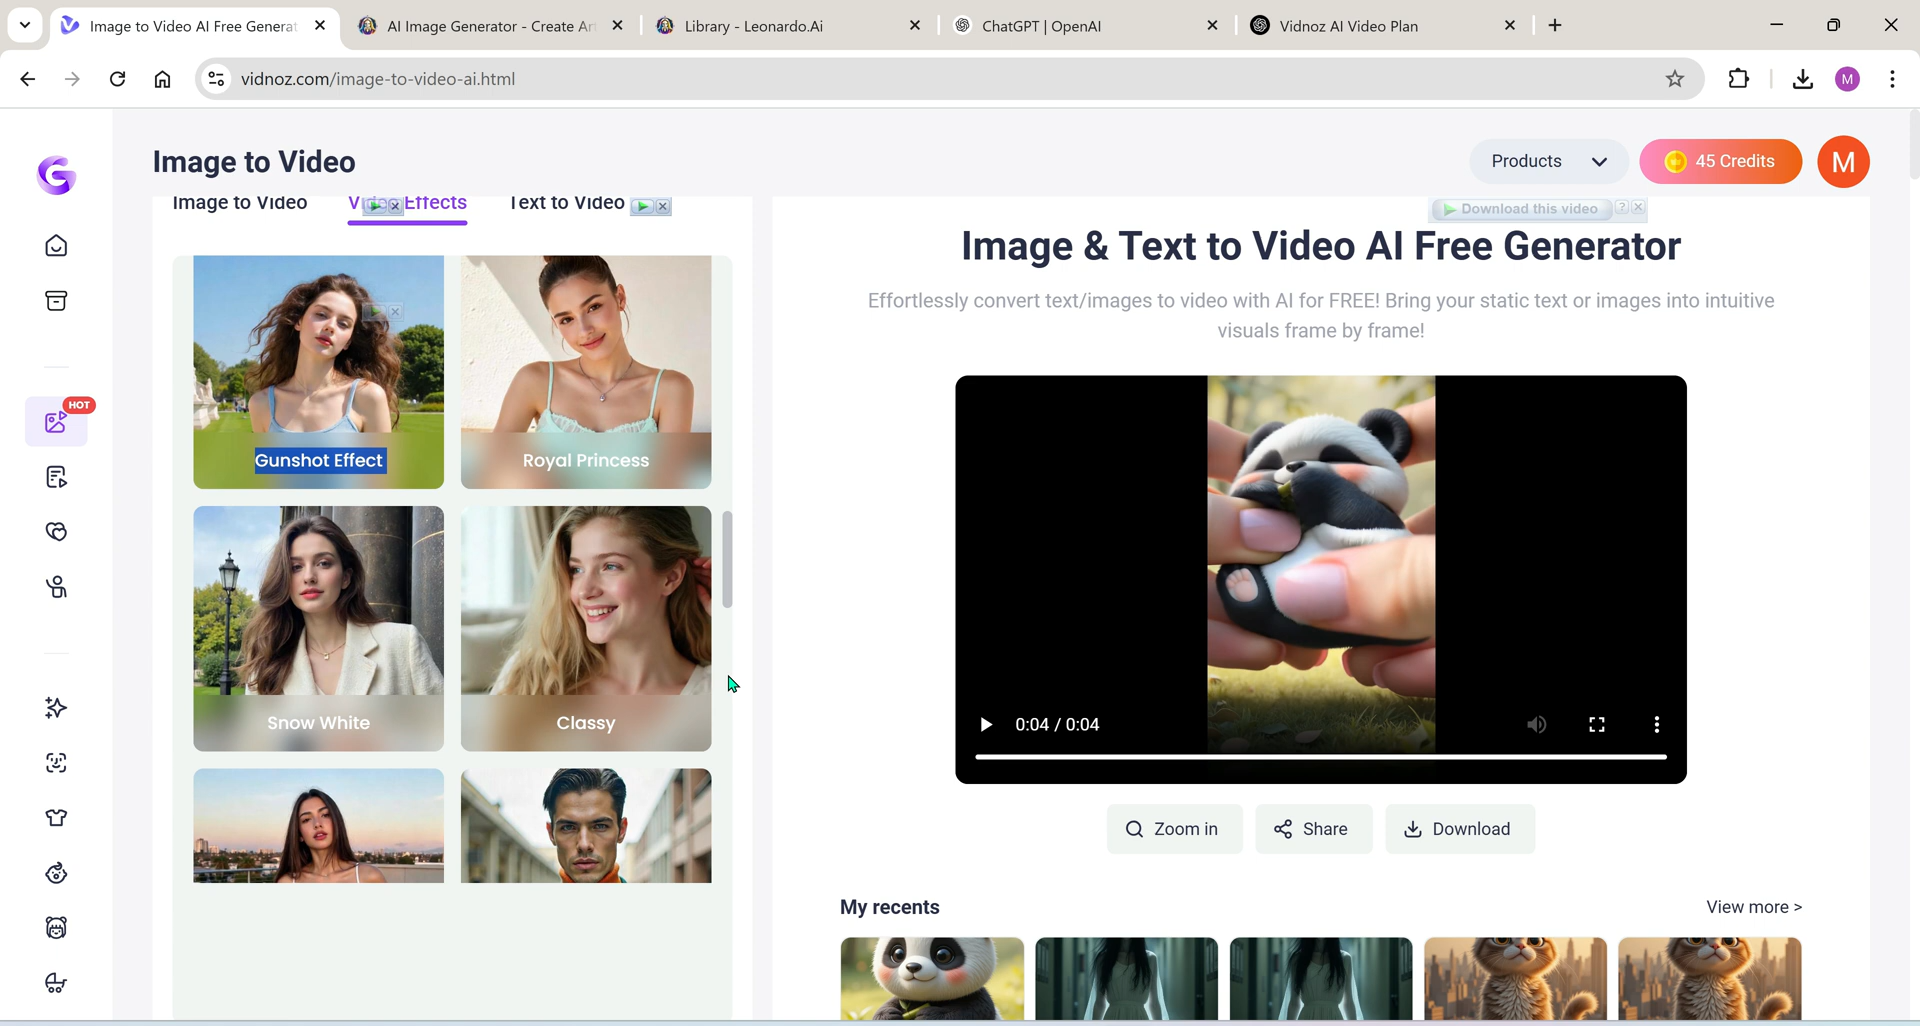 Image to Video AI Free Generat
AI Image Generator - Create Ar
Library - Leonardo.Ai
ChatGPT | OpenAI
Vidnoz AI Video Plan
vidnoz.com/image-to-video-ai.html
M
Image to Video
Products
45 Credits
M
HOT
Image to Video
Effects
Text to Video
Download this video
?
Image & Text to Video AI Free Generator
Effortlessly convert text/images to video with AI for FREE! Bring your static text or images into intuitive
visuals frame by frame!
Gunshot Effect
Royal Princess
Snow White
Classy
0:04 / 0:04
Zoom in
Share
Download
My recents
View more >